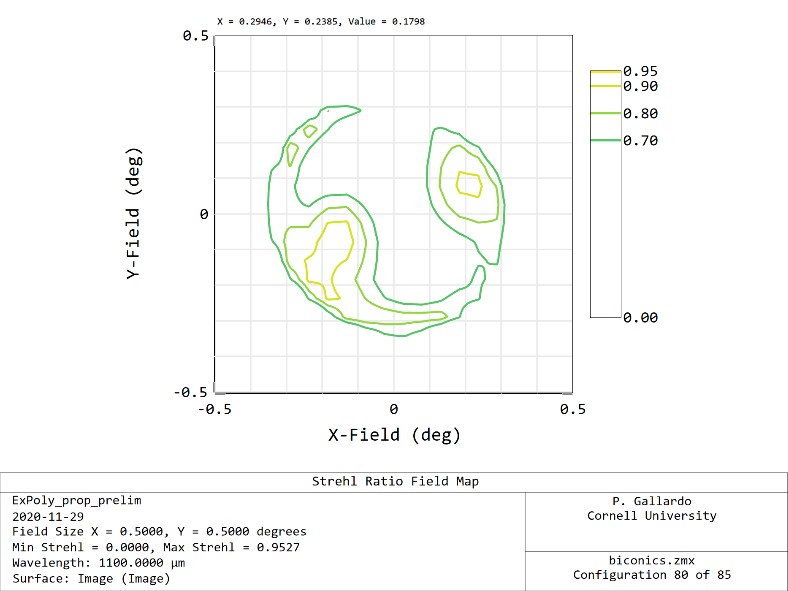 X = 0.2946, Y = 0.2385, Value = 0.1798
0.5
0.95
0.90
0.80
0.70
Y-Field (deg)
0
0.00
-0.5
-0.5
0
0.5
X-Field (deg)
Strehl Ratio Field Map
ExPoly_prop_prelim
2020-11-29
Field Size X = 0.5000, Y = 0.5000 degrees
Min Strehl = 0.0000, Max Strehl = 0.9527
Wavelength: 1100.0000 µm
Surface: Image (Image)
P. Gallardo
Cornell University
biconics.zmx
Configuration 80 of 85